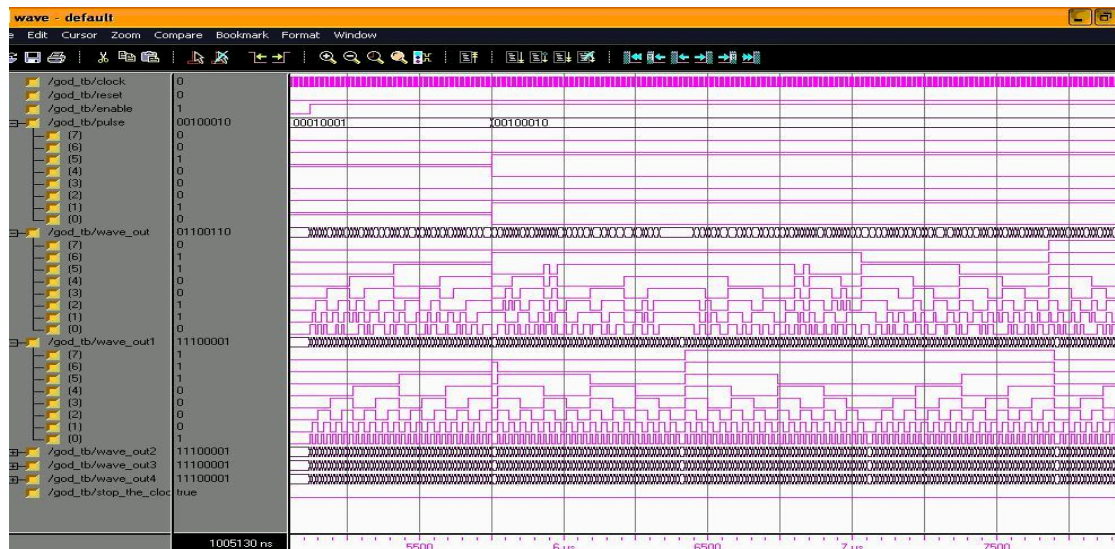 wave - default
e Edit Cursor Zoom Compare Bookmark Format Window
/god_tb/clock 0
/god_tb/reset 0
/god_tb/enable 1
/god_tb/pulse 00100010 00010001 00100010
(7) 0
(6) 0
(5) 1
(4) 0
(3) 0
(2) 0
(1) 1
(0) 0
/god_tb/wave_out 01100110
(7) 0
(6) 1
(5) 1
(4) 0
(3) 0
(2) 1
(1) 1
(0) 0
/god_tb/wave_out1 11100001
(7) 1
(6) 1
(5) 1
(4) 0
(3) 0
(2) 0
(1) 0
(0) 1
/god_tb/wave_out2 11100001
/god_tb/wave_out3 11100001
/god_tb/wave_out4 11100001
/god_tb/stop_the_cloc true
1005130 ns 5500 6 us 6500 7 us 7500